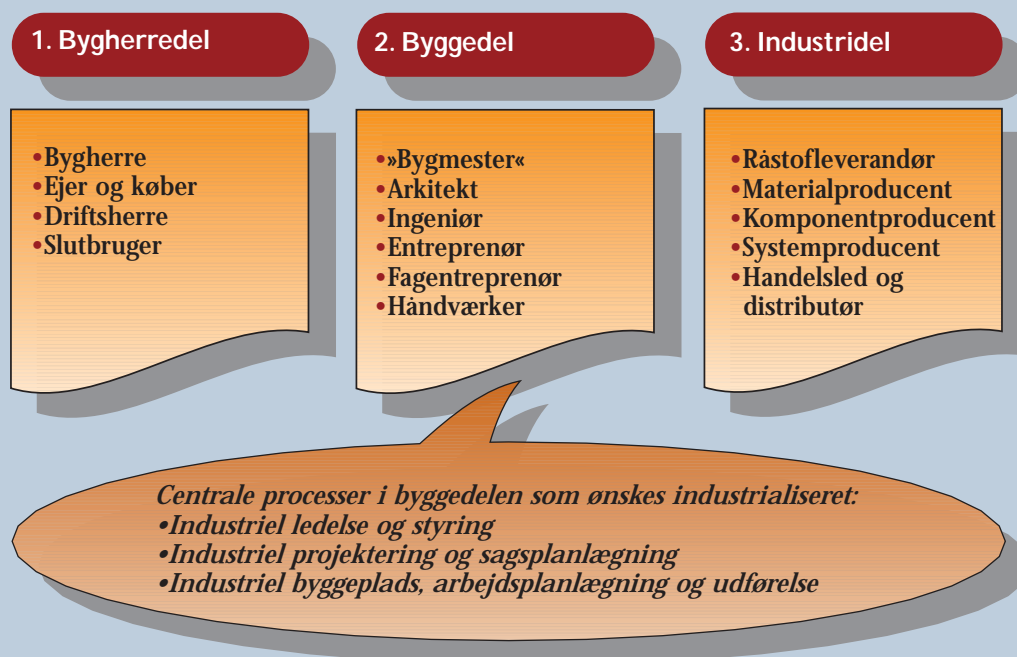 1. Bygherredel
2. Byggedel
3. Industridel
•Bygherre
•Ejer og køber
•Driftsherre
•Slutbruger
•»Bygmester«
•Arkitekt
•Ingeniør
•Entreprenør
•Fagentreprenør
•Håndværker
•Råstofleverandør
•Materialproducent
•Komponentproducent
•Systemproducent
•Handelsled og
distributør
Centrale processer i byggedelen som ønskes industrialiseret:
•Industriel ledelse og styring
•Industriel projektering og sagsplanlægning
•Industriel byggeplads, arbejdsplanlægning og udførelse